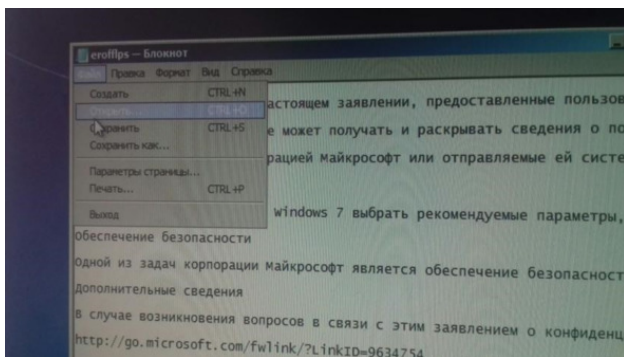 erofflps — Блокнот
Файл Правка Формат Вид Справка
Создать CTRL+N
Открыть... CTRL+O
Сохранить CTRL+S
Сохранить как...
Параметры страницы...
Печать... CTRL+P
Выход
астоящем заявлении, предоставленные пользов
е может получать и раскрывать сведения о по
рацией Майкрософт или отправляемые ей систе
Windows 7 выбрать рекомендуемые параметры,
Обеспечение безопасности
Одной из задач корпорации Майкрософт является обеспечение безопасност
Дополнительные сведения
В случае возникновения вопросов в связи с этим заявлением о конфиденц
http://go.microsoft.com/fwlink/?LinkID=9634754